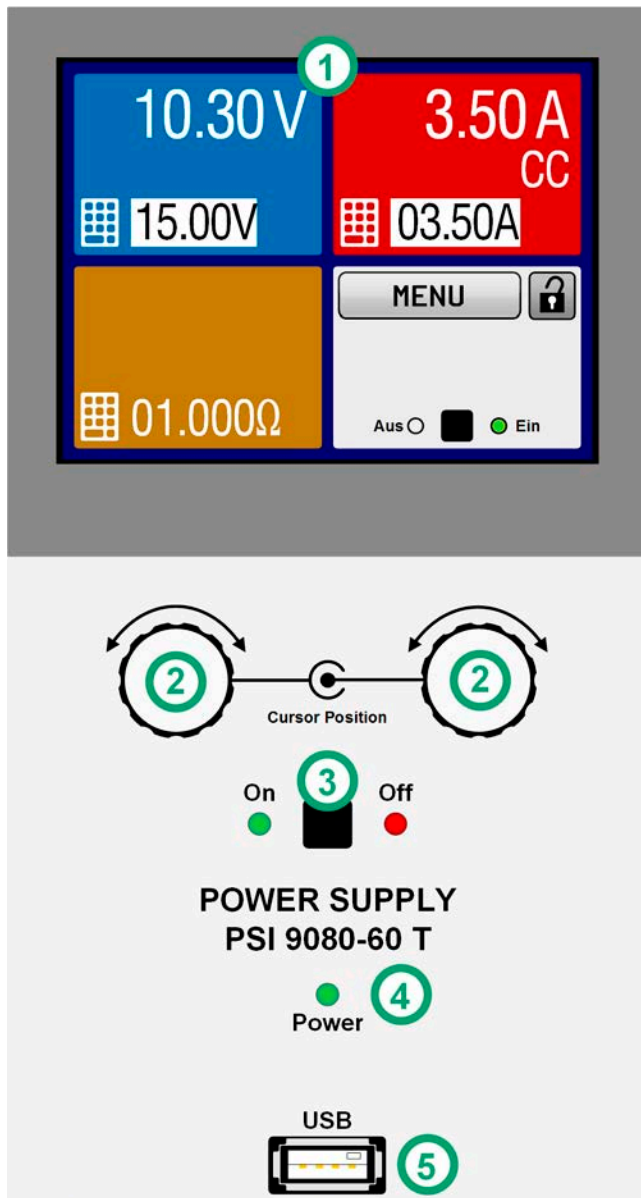 1
10.30 V 3.50 A
CC
15.00V 03.50A
MENU
01.000Ω Aus Ein
2 2
Cursor Position
3
On Off
POWER SUPPLY
PSI 9080-60 T
4
Power
USB
5